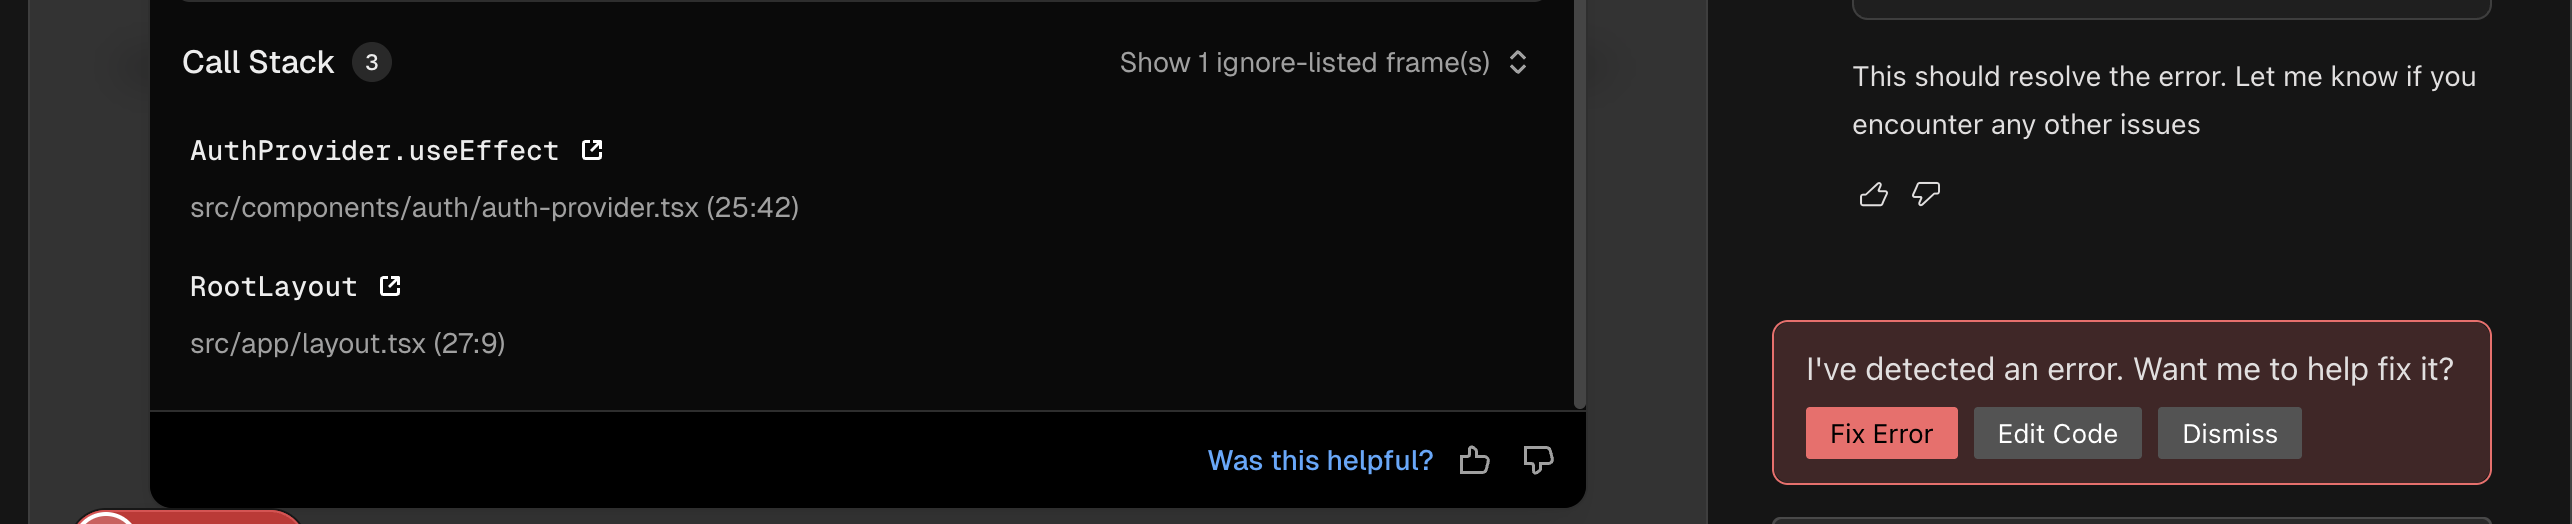 Call Stack 3
Show 1 ignore-listed frame(s)
AuthProvider.useEffect
src/components/auth/auth-provider.tsx (25:42)
RootLayout
src/app/layout.tsx (27:9)
Was this helpful?
This should resolve the error. Let me know if you
encounter any other issues
I've detected an error. Want me to help fix it?
Fix Error
Edit Code
Dismiss